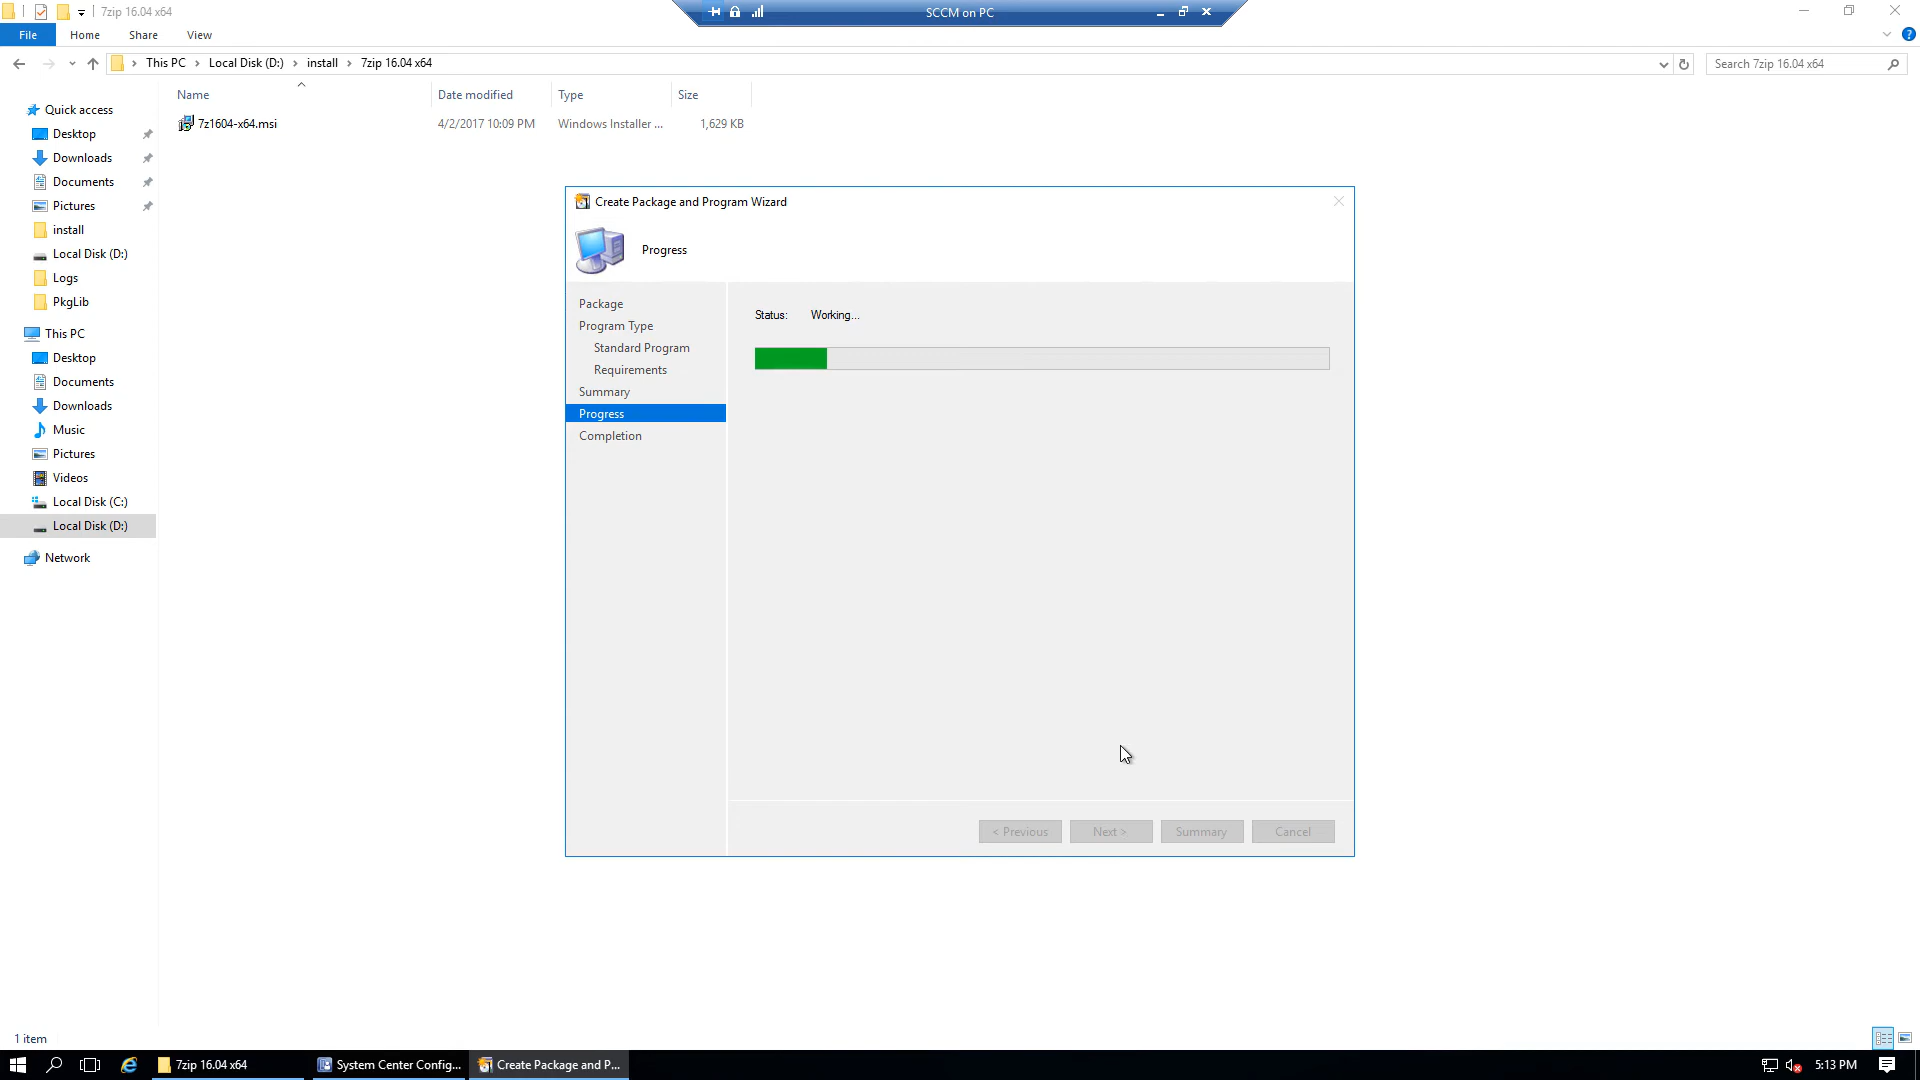 7zip 16.04 x64
SCCM on PC
File
Home
Share
View
This PC
Local Disk (D:)
install
7zip 16.04 x64
Search 7zip 16.04 x64
Name
Date modified
Type
Size
7z1604-x64.msi
4/2/2017 10:09 PM
Windows Installer ...
1,629 KB
Quick access
Desktop
Downloads
Documents
Pictures
install
Local Disk (D:)
Logs
PkgLib
This PC
Desktop
Documents
Downloads
Music
Pictures
Videos
Local Disk (C:)
Local Disk (D:)
Network
Create Package and Program Wizard
Progress
Package
Program Type
Standard Program
Requirements
Summary
Progress
Completion
Status: Working...
< Previous
Next >
Summary
Cancel
1 item
7zip 16.04 x64
System Center Config...
Create Package and P...
5:13 PM